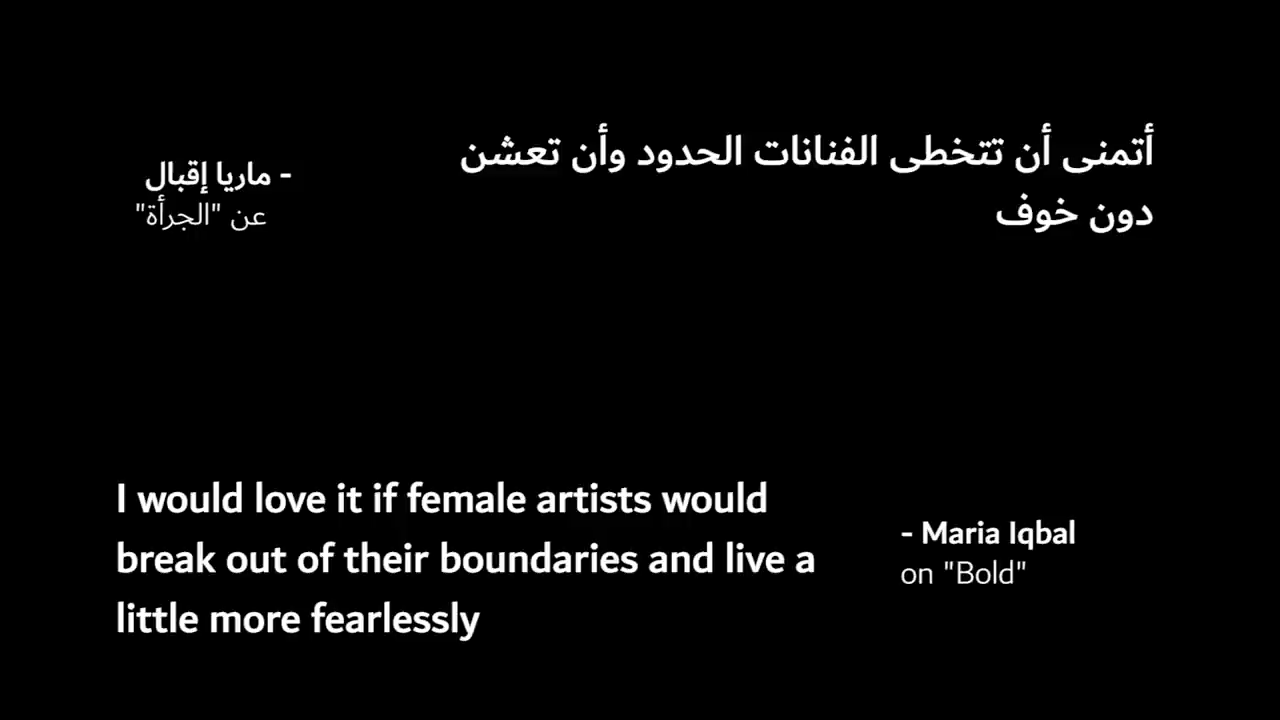 أتمنى أن تتخطى الفنانات الحدود وأن تعشن
دون خوف
- ماريا إقبال
عن "الجرأة"
I would love it if female artists would
break out of their boundaries and live a
little more fearlessly
- Maria Iqbal
on "Bold"